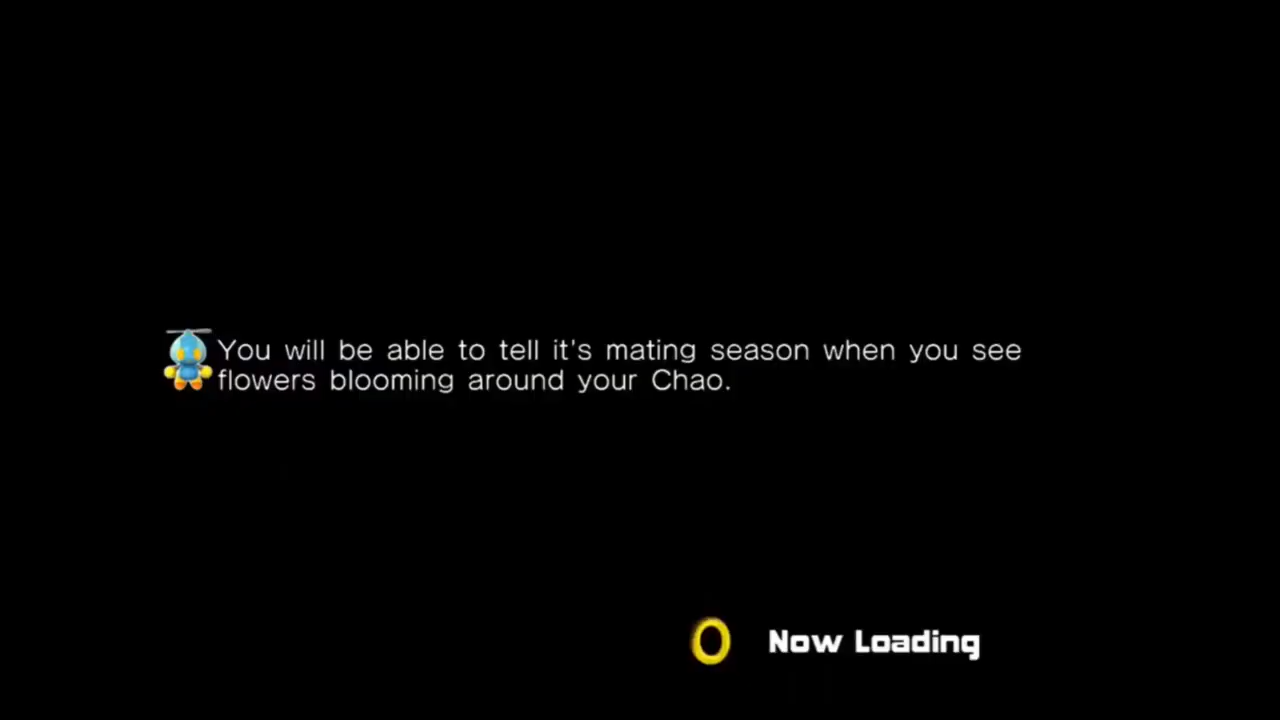 You will be able to tell it's mating season when you see
flowers blooming around your Chao.
Now Loading